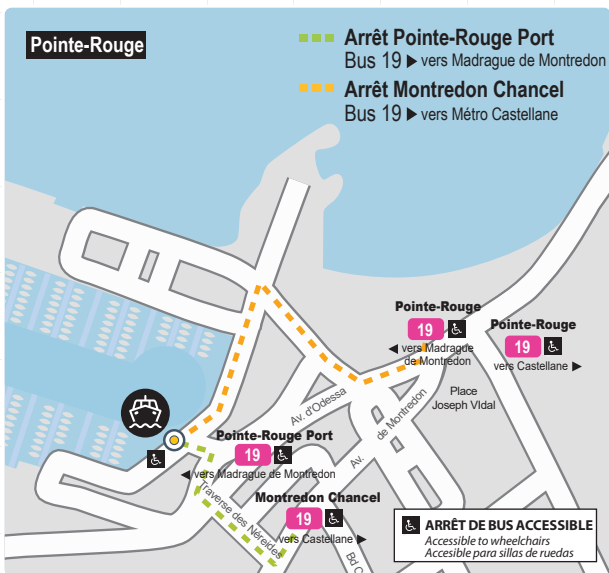 Pointe-Rouge
Arrêt Pointe-Rouge Port
Bus 19 ▶ vers Madrague de Montredon
Arrêt Montredon Chancel
Bus 19 ▶ vers Métro Castellane
Pointe-Rouge
19
◀ vers Madrague
de Montredon
Pointe-Rouge
19
vers Castellane ▶
Place
Joseph VIdal
Av. d'Odessa
Av. de Montredon
Pointe-Rouge Port
19
◀ vers Madrague de Montredon
Traverse des Néreides
Montredon Chancel
19
vers Castellane ▶
ARRÊT DE BUS ACCESSIBLE
Accessible to wheelchairs
Accesible para sillas de ruedas